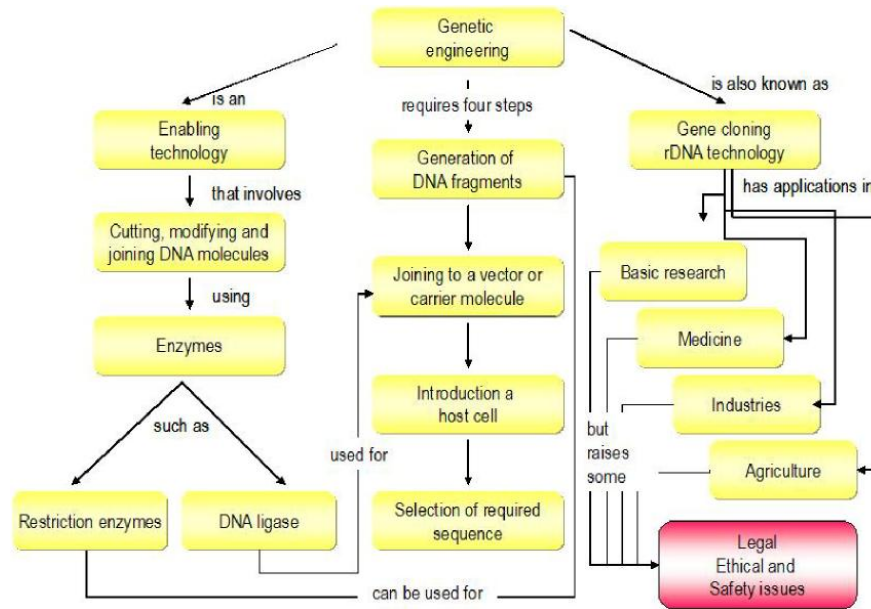 Genetic
engineering
is an
requires four steps
is also known as
Enabling
technology
Generation of
DNA fragments
Gene cloning
rDNA technology
that involves
has applications in
Cutting, modifying and
joining DNA molecules
Joining to a vector or
carrier molecule
Basic research
using
Enzymes
Medicine
Introduction a
host cell
Industries
such as
used for
but
raises
some
Agriculture
Restriction enzymes
DNA ligase
Selection of required
sequence
Legal
Ethical and
Safety issues
can be used for